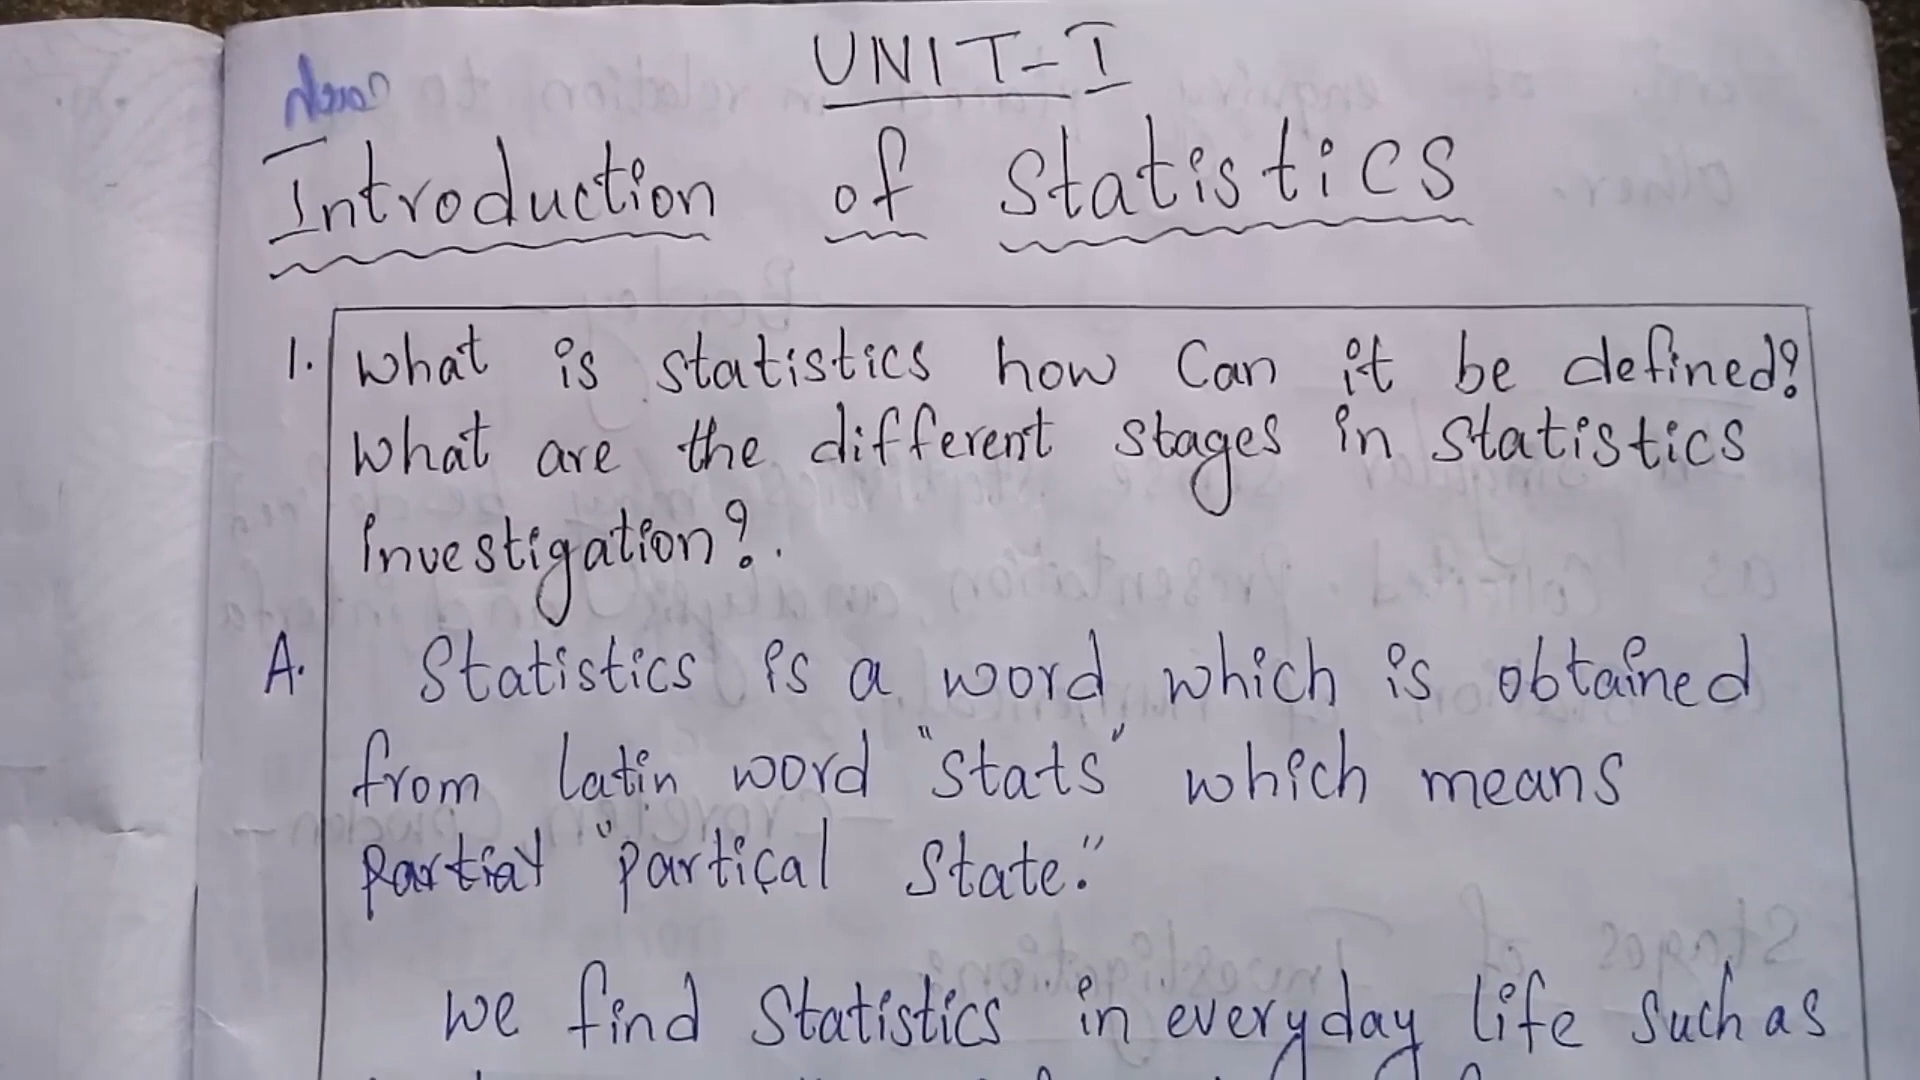 UNIT-I
Introduction of Statistics
1. What is statistics how Can it be defined?
What are the different stages in Statistics
investigation?.
A. Statistics is a word which is obtained
from latin word "Stats" which means
"partical State."
we find Statistics in everyday life Such as